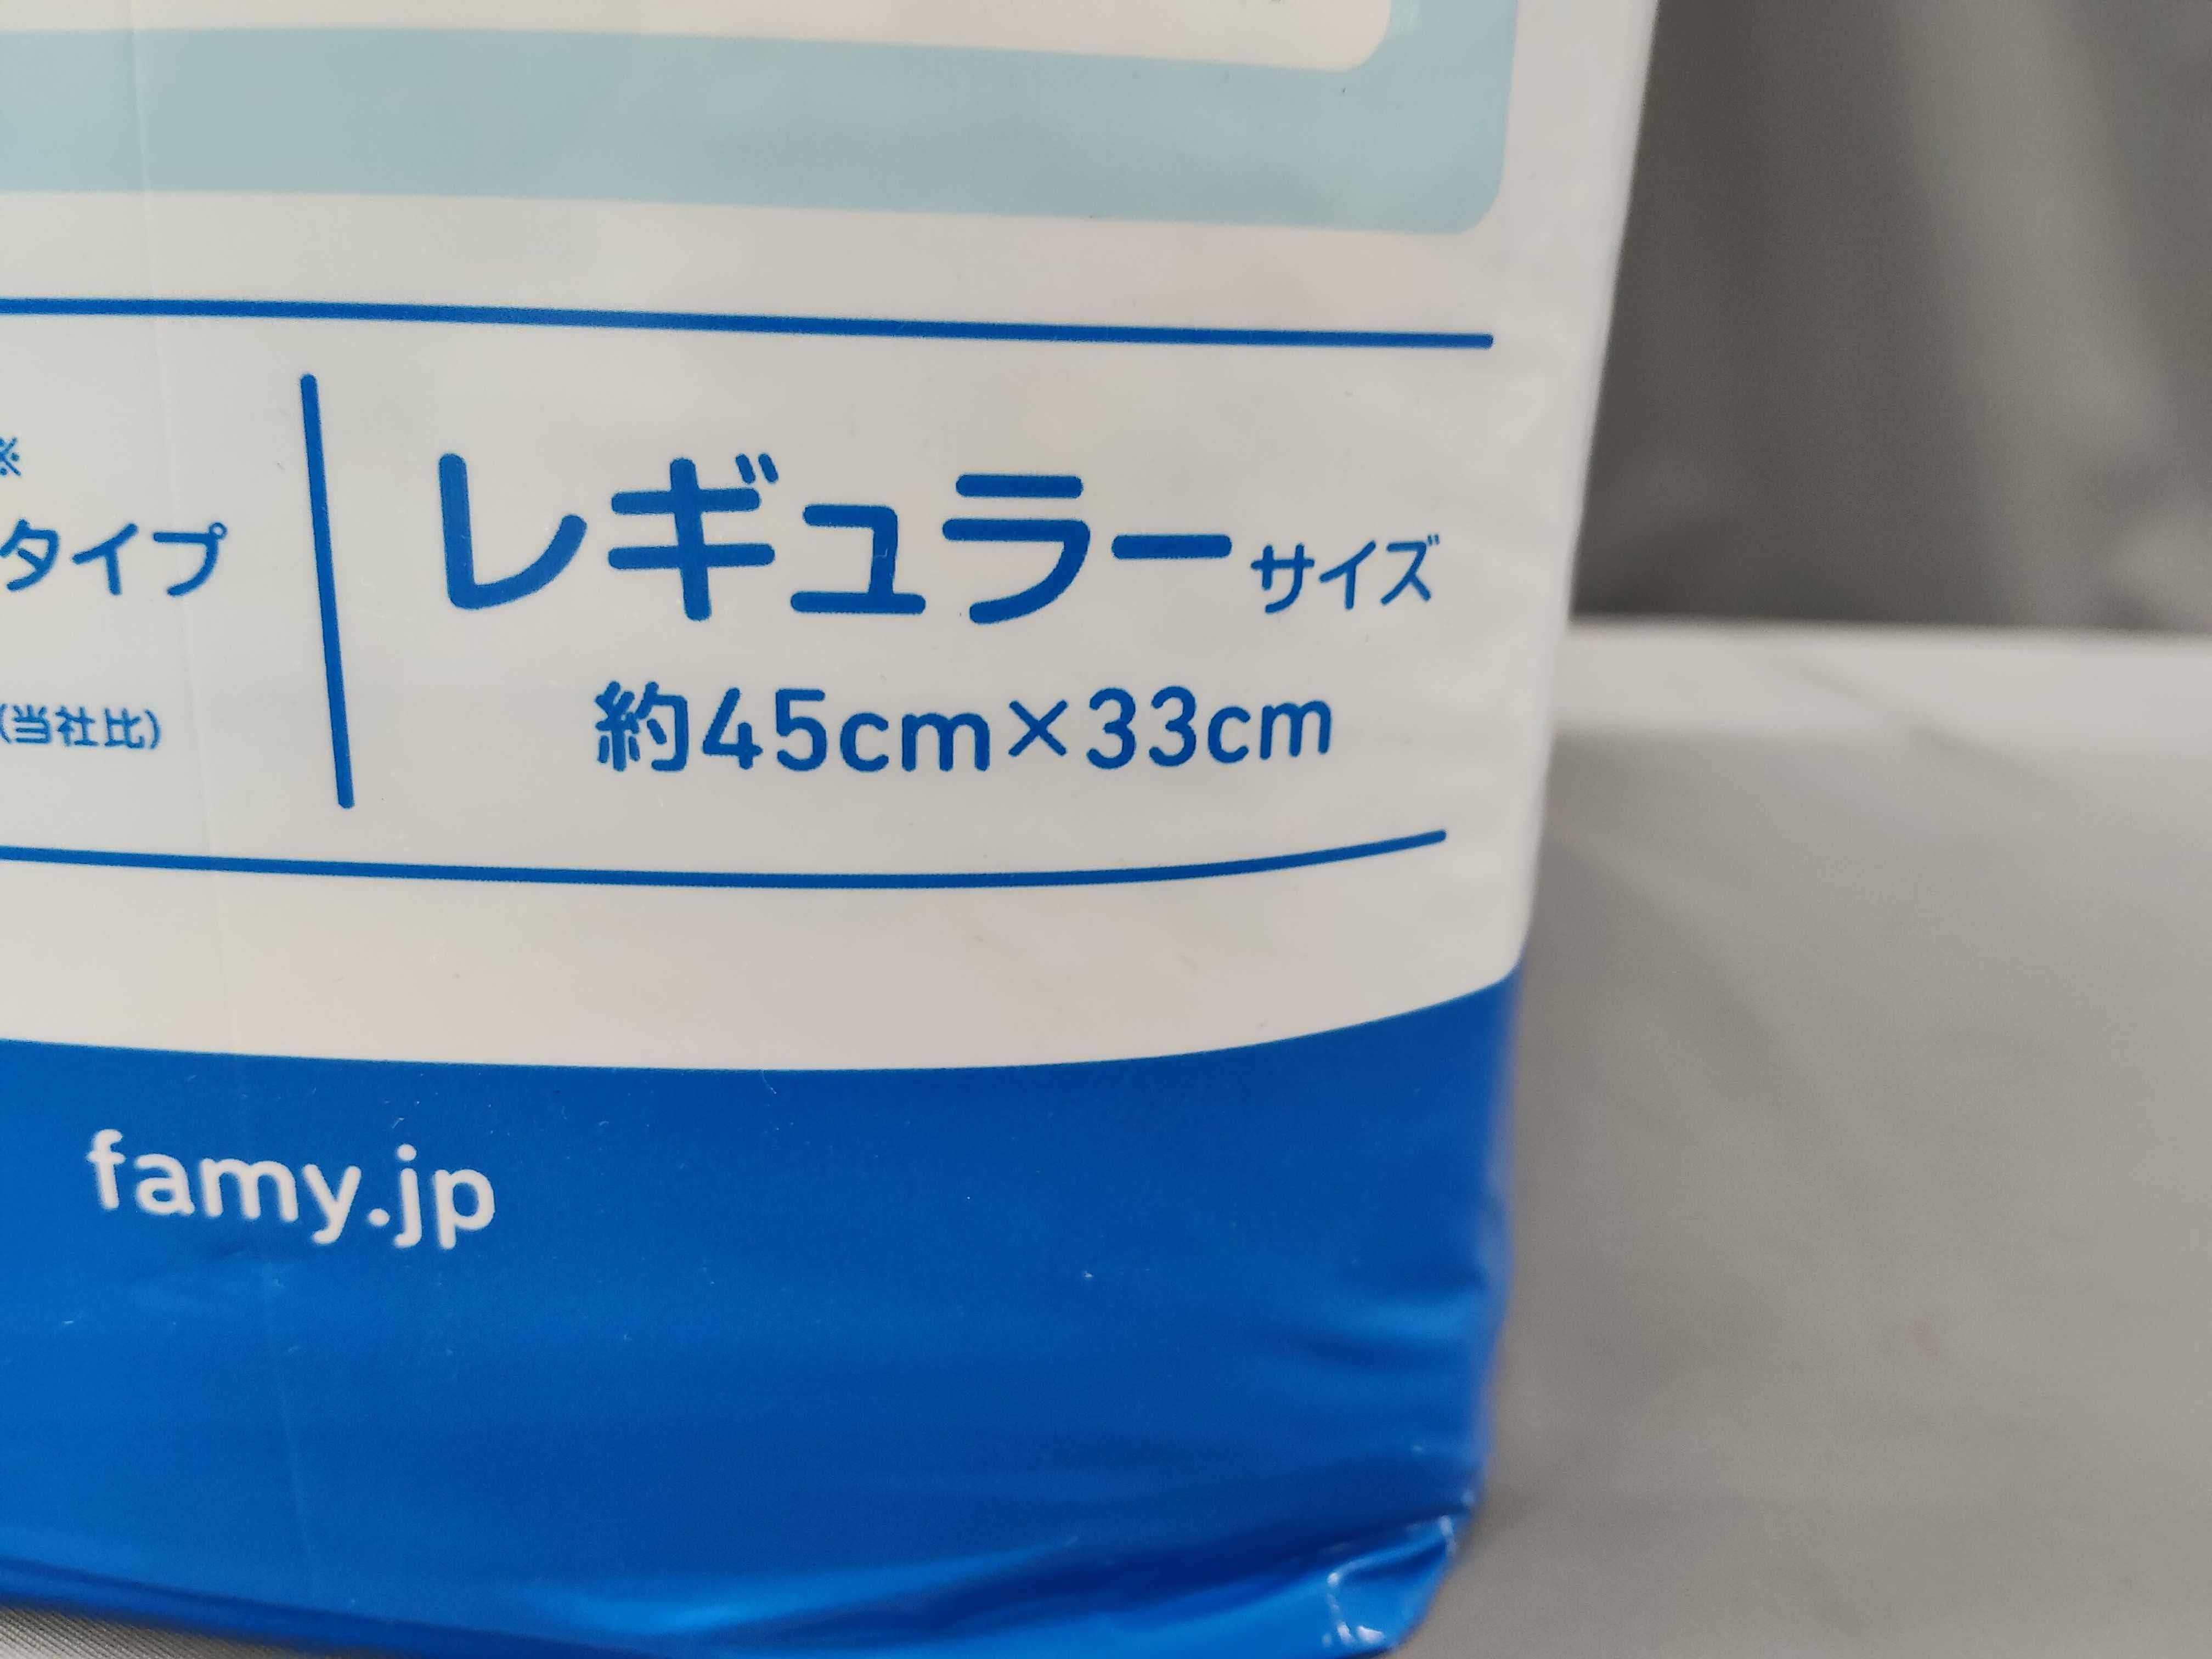 ※
タイプ
(当社比)
レギュラーサイズ
約45cm×33cm
famy.jp